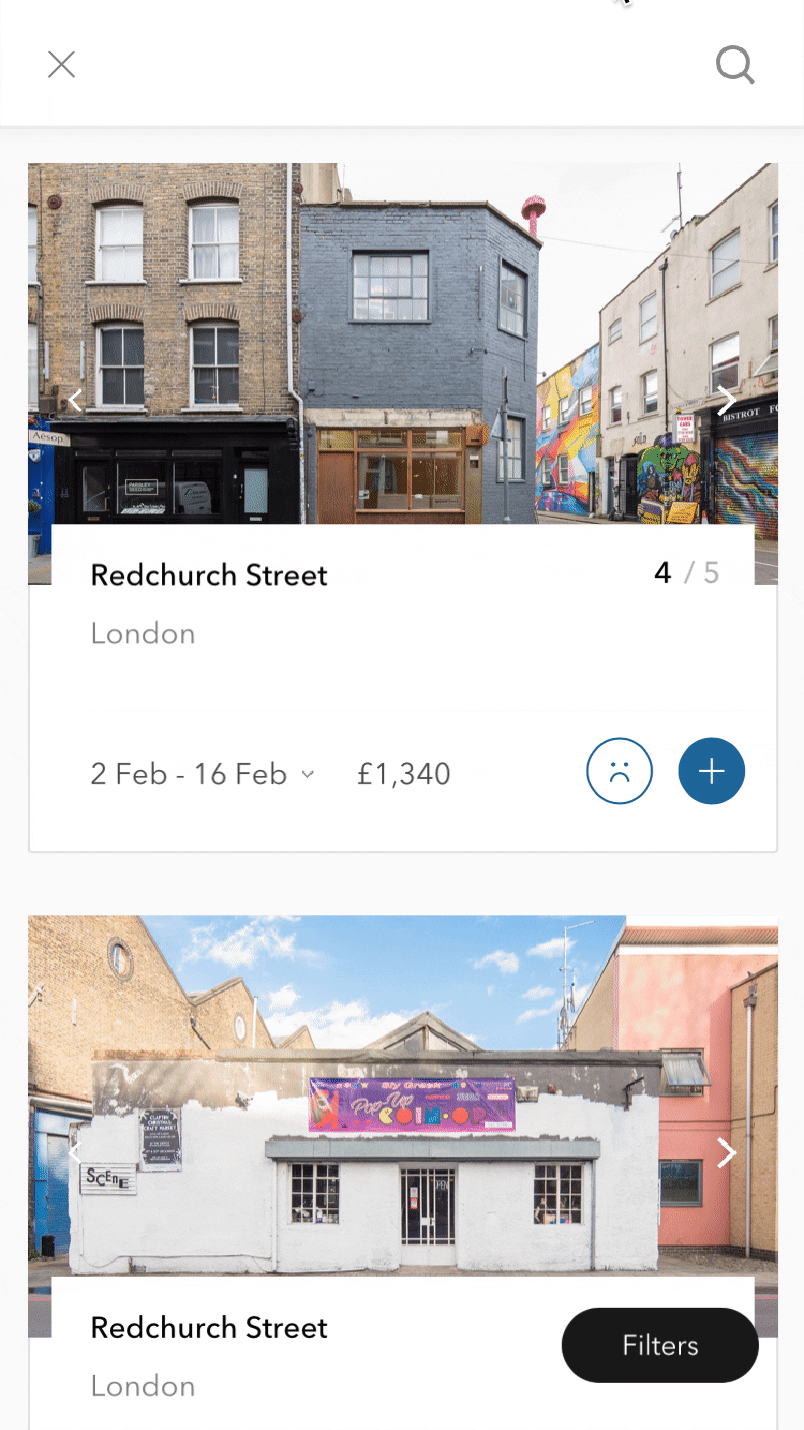 Aesop.
BISTROT
Redchurch Street
4 / 5
London
2 Feb - 16 Feb
£1,340
Pop-Up
SCEnE
OPEN
Redchurch Street
Filters
London